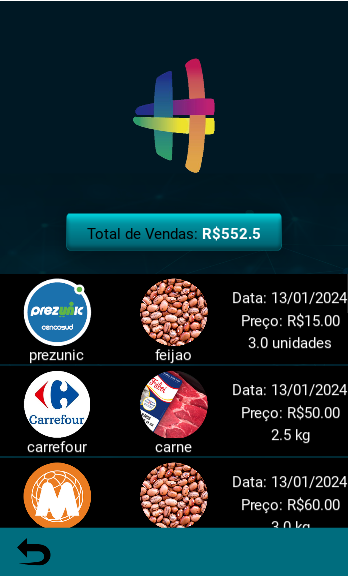 Total de Vendas: R$552.5
prezunic
cencosud
prezunic
feijao
Data: 13/01/2024
Preço: R$15.00
3.0 unidades
Carrefour
carrefour
carne
Data: 13/01/2024
Preço: R$50.00
2.5 kg
M
Data: 13/01/2024
Preço: R$60.00
3.0 kg